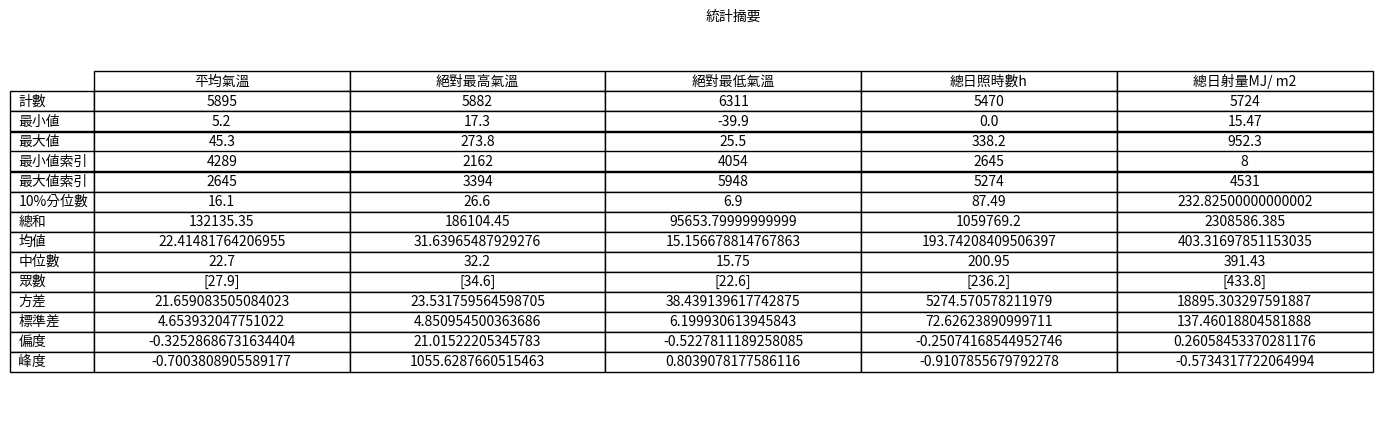 統計摘要
平均氣溫 絕對最高氣溫 絕對最低氣溫 總日照時數h 總日射量MJ/ m2
計數 5895 5882 6311 5470 5724
最小值 5.2 17.3 -39.9 0.0 15.47
最大值 45.3 273.8 25.5 338.2 952.3
最小值索引 4289 2162 4054 2645 8
最大值索引 2645 3394 5948 5274 4531
10%分位數 16.1 26.6 6.9 87.49 232.82500000000002
總和 132135.35 186104.45 95653.79999999999 1059769.2 2308586.385
均值 22.41481764206955 31.63965487929276 15.156678814767863 193.74208409506397 403.31697851153035
中位數 22.7 32.2 15.75 200.95 391.43
眾數 [27.9] [34.6] [22.6] [236.2] [433.8]
方差 21.659083505084023 23.531759564598705 38.439139617742875 5274.570578211979 18895.303297591887
標準差 4.653932047751022 4.850954500363686 6.199930613945843 72.62623890999711 137.46018804581888
偏度 -0.32528686731634404 21.01522205345783 -0.5227811189258085 -0.25074168544952746 0.26058453370281176
峰度 -0.7003808905589177 1055.6287660515463 0.8039078177586116 -0.9107855679792278 -0.5734317722064994